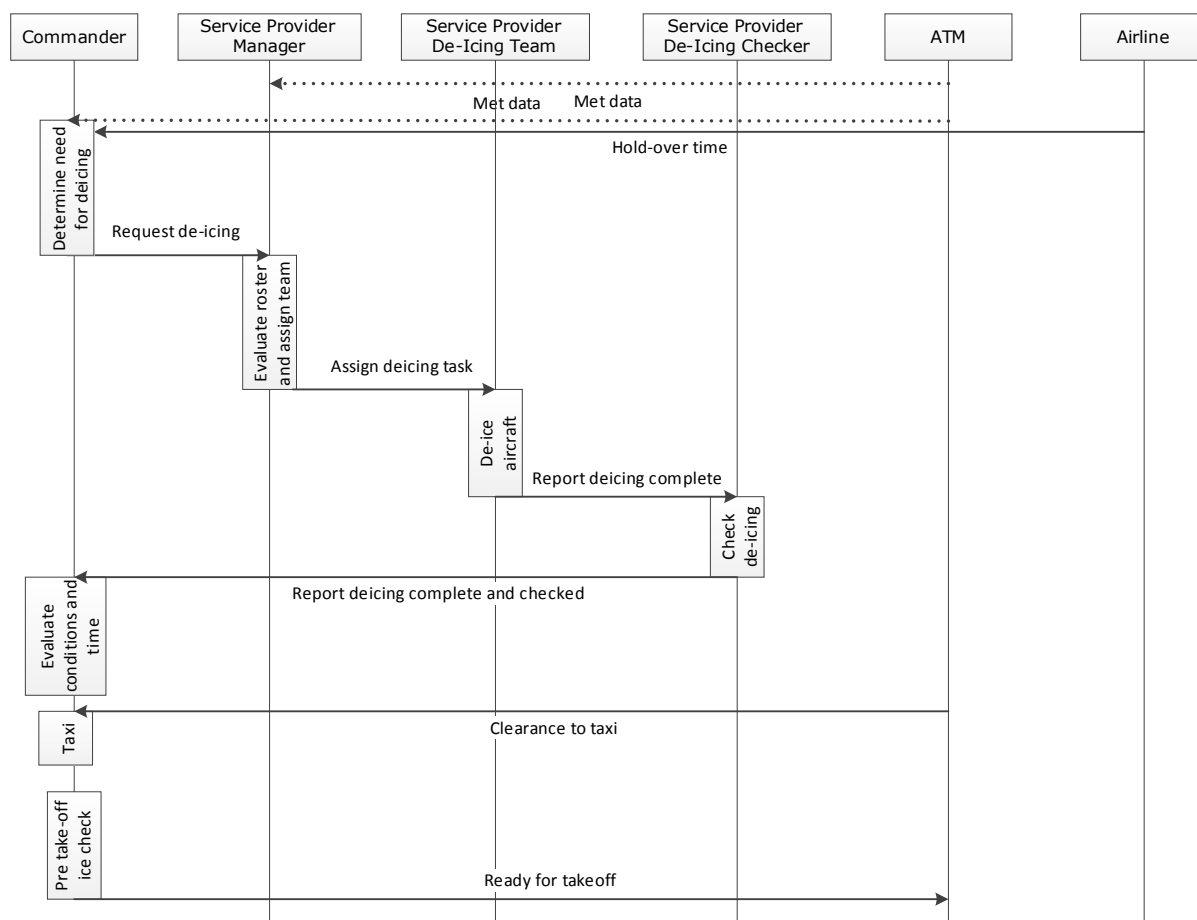 Commander
Service Provider
Manager
Service Provider
De-Icing Team
Service Provider
De-Icing Checker
ATM
Airline
Met data
Met data
Hold-over time
Determine need
for deicing
Request de-icing
Evaluate roster
and assign team
Assign deicing task
De-ice
aircraft
Report deicing complete
Check
de-icing
Report deicing complete and checked
Evaluate
conditions and
time
Clearance to taxi
Taxi
Pre take-off
ice check
Ready for takeoff